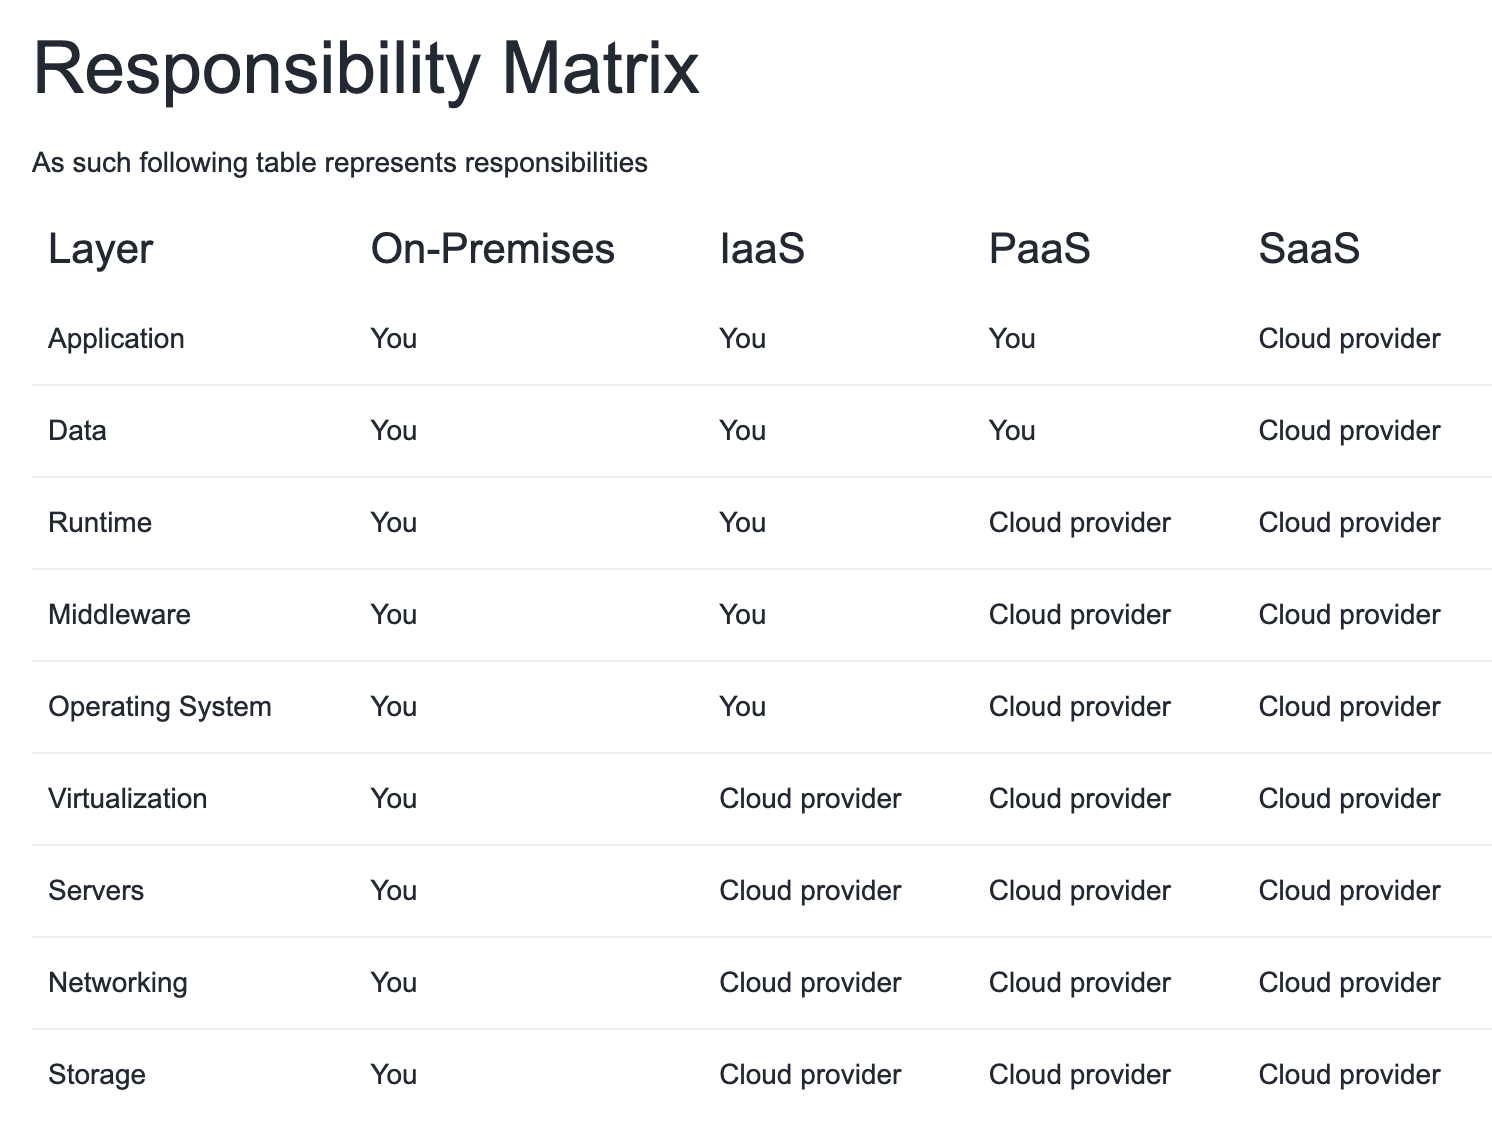 Responsibility Matrix
As such following table represents responsibilities
Layer On-Premises IaaS PaaS SaaS
Application You You You Cloud provider
Data You You You Cloud provider
Runtime You You Cloud provider Cloud provider
Middleware You You Cloud provider Cloud provider
Operating System You You Cloud provider Cloud provider
Virtualization You Cloud provider Cloud provider Cloud provider
Servers You Cloud provider Cloud provider Cloud provider
Networking You Cloud provider Cloud provider Cloud provider
Storage You Cloud provider Cloud provider Cloud provider